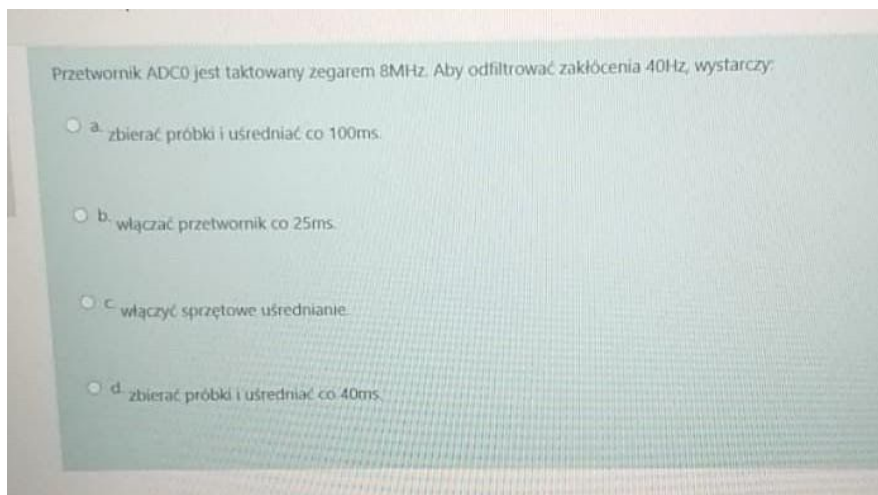 Przetwornik ADC0 jest taktowany zegarem 8MHz. Aby odfiltrować zakłócenia 40Hz, wystarczy:
a. zbierać próbki i uśredniać co 100ms.
b. włączać przetwornik co 25ms.
c. włączyć sprzętowe uśrednianie.
d. zbierać próbki i uśredniać co 40ms.